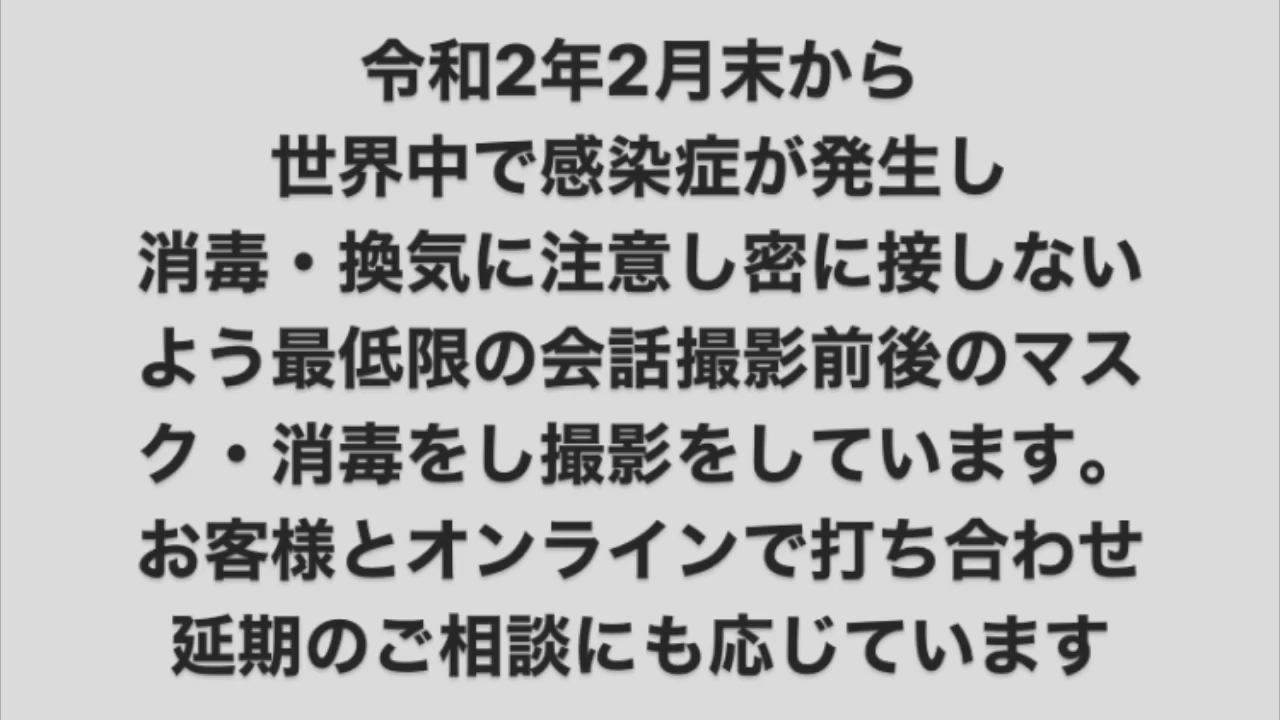 令和2年2月末から
世界中で感染症が発生し
消毒・換気に注意し密に接しない
よう最低限の会話撮影前後のマス
ク・消毒をし撮影をしています。
お客様とオンラインで打ち合わせ
延期のご相談にも応じています